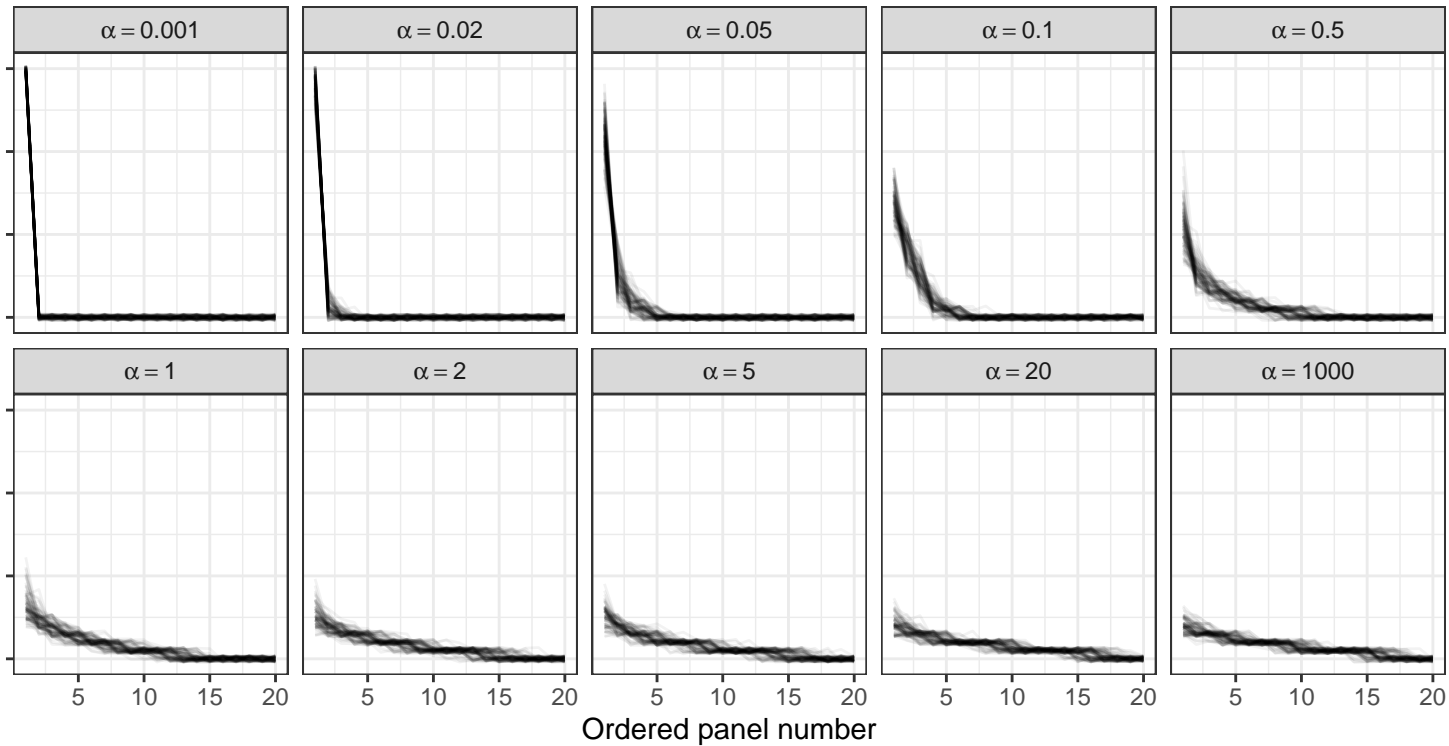 α = 0.001 α = 0.02 α = 0.05 α = 0.1 α = 0.5
α = 1 α = 2 α = 5 α = 20 α = 1000
5 10 15 20 5 10 15 20 5 10 15 20 5 10 15 20 5 10 15 20
Ordered panel number